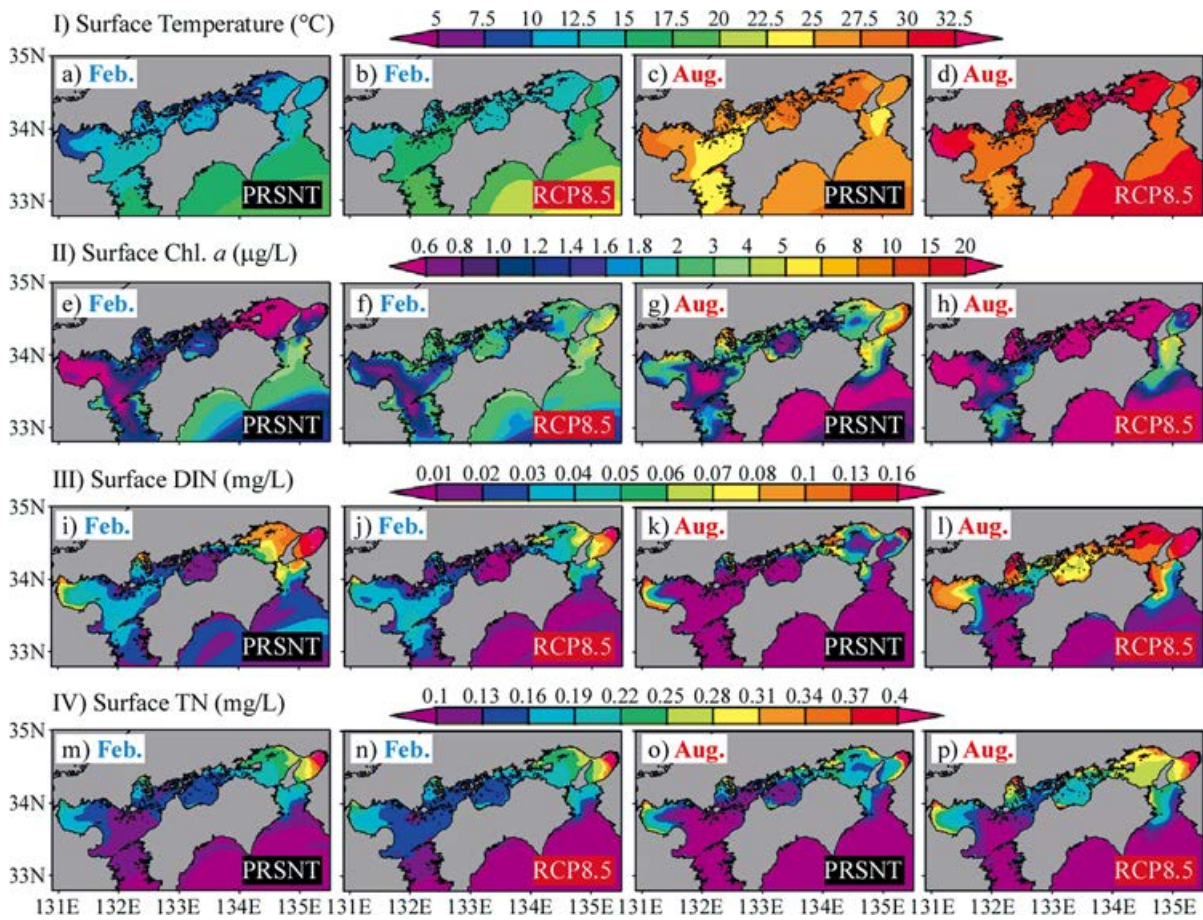 I) Surface Temperature (°C)
5 7.5 10 12.5 15 17.5 20 22.5 25 27.5 30 32.5
35N
a) Feb. b) Feb. c) Aug. d) Aug.
34N
33N
PRSNT RCP8.5 PRSNT RCP8.5
II) Surface Chl. a (µg/L)
0.6 0.8 1.0 1.2 1.4 1.6 1.8 2 3 4 5 6 8 10 15 20
35N
e) Feb. f) Feb. g) Aug. h) Aug.
34N
33N
PRSNT RCP8.5 PRSNT RCP8.5
III) Surface DIN (mg/L)
0.01 0.02 0.03 0.04 0.05 0.06 0.07 0.08 0.1 0.13 0.16
35N
i) Feb. j) Feb. k) Aug. l) Aug.
34N
33N
PRSNT RCP8.5 PRSNT RCP8.5
IV) Surface TN (mg/L)
0.1 0.13 0.16 0.19 0.22 0.25 0.28 0.31 0.34 0.37 0.4
35N
m) Feb. n) Feb. o) Aug. p) Aug.
34N
33N
PRSNT RCP8.5 PRSNT RCP8.5
131E 132E 133E 134E 135E 131E 132E 133E 134E 135E 131E 132E 133E 134E 135E 131E 132E 133E 134E 135E